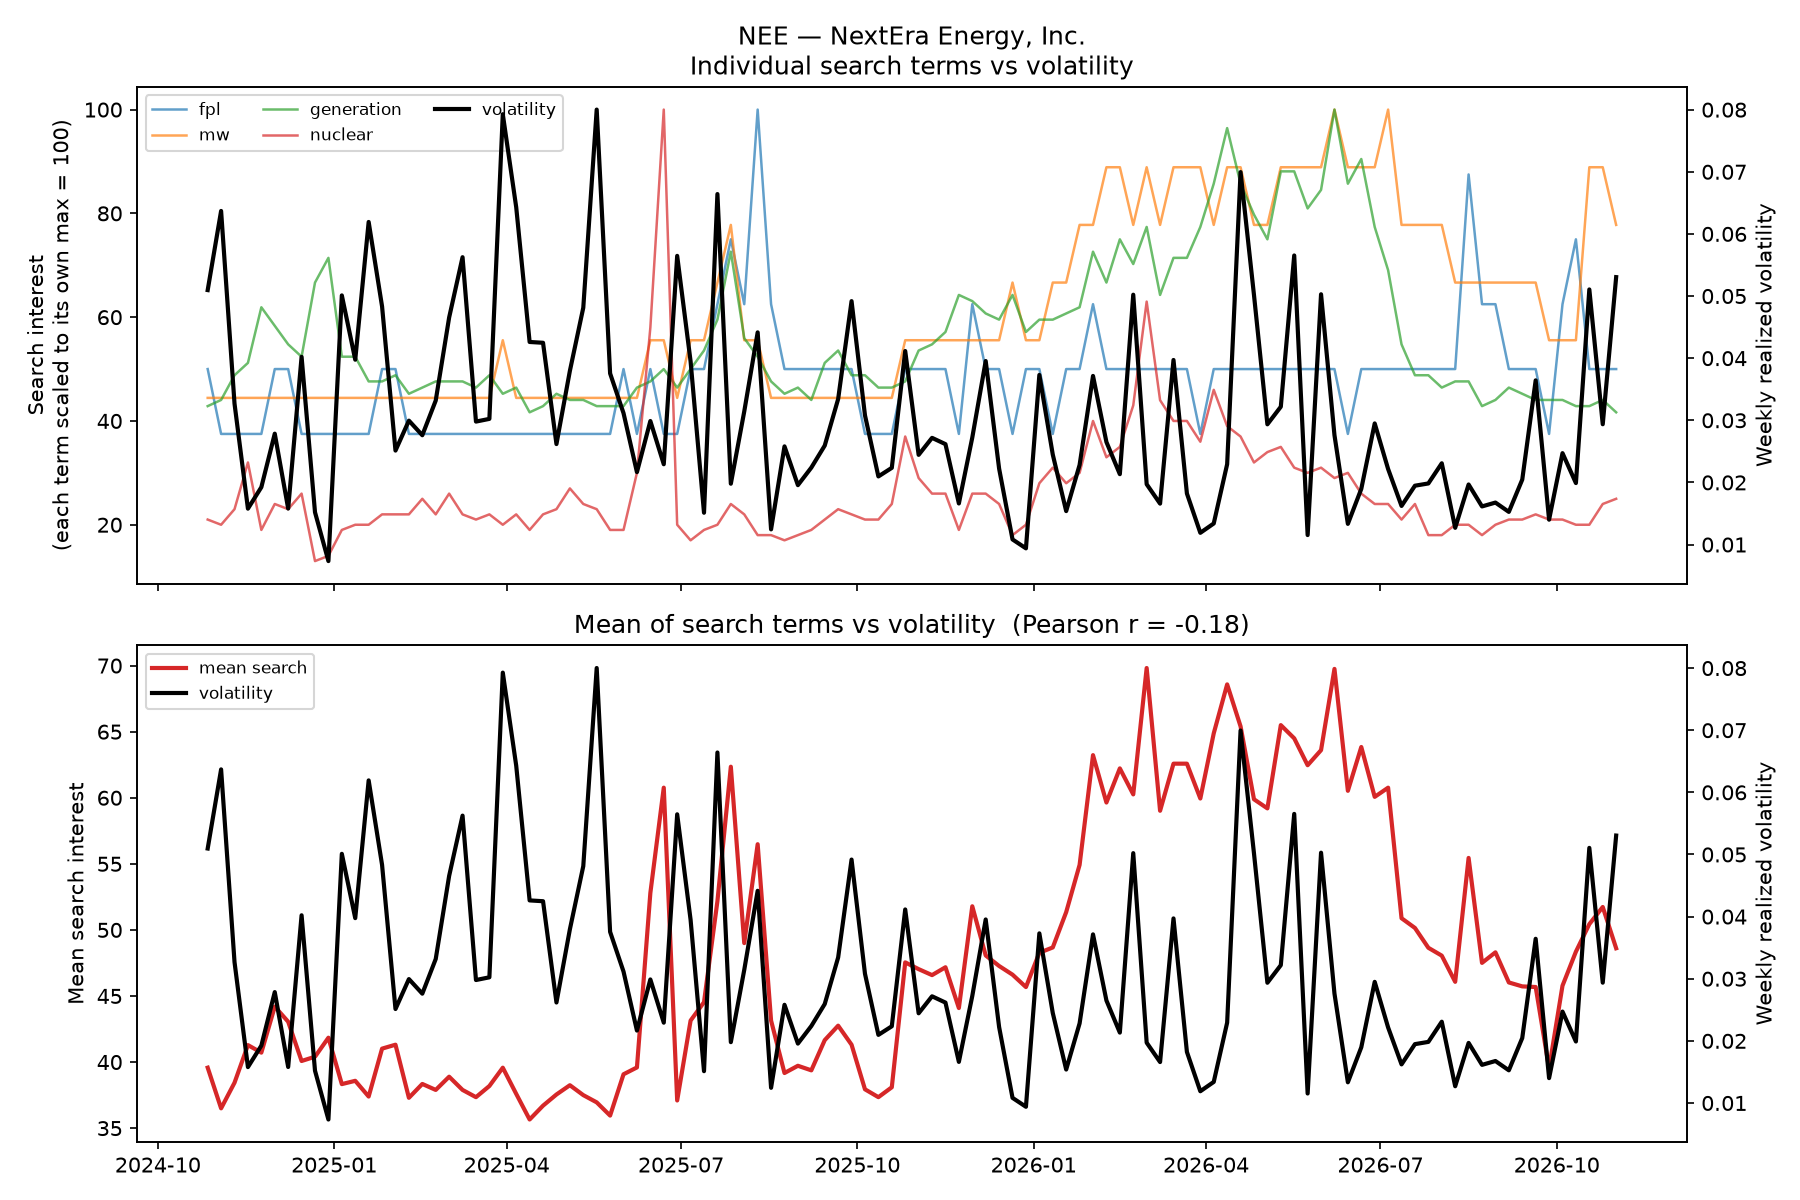 NEE — NextEra Energy, Inc.
Individual search terms vs volatility
fpl
mw
generation
nuclear
volatility
100
80
60
40
20
Search interest
(each term scaled to its own max = 100)
0.08
0.07
0.06
0.05
0.04
0.03
0.02
0.01
Weekly realized volatility
Mean of search terms vs volatility (Pearson r = -0.18)
mean search
volatility
70
65
60
55
50
45
40
35
Mean search interest
0.08
0.07
0.06
0.05
0.04
0.03
0.02
0.01
Weekly realized volatility
2024-10
2025-01
2025-04
2025-07
2025-10
2026-01
2026-04
2026-07
2026-10